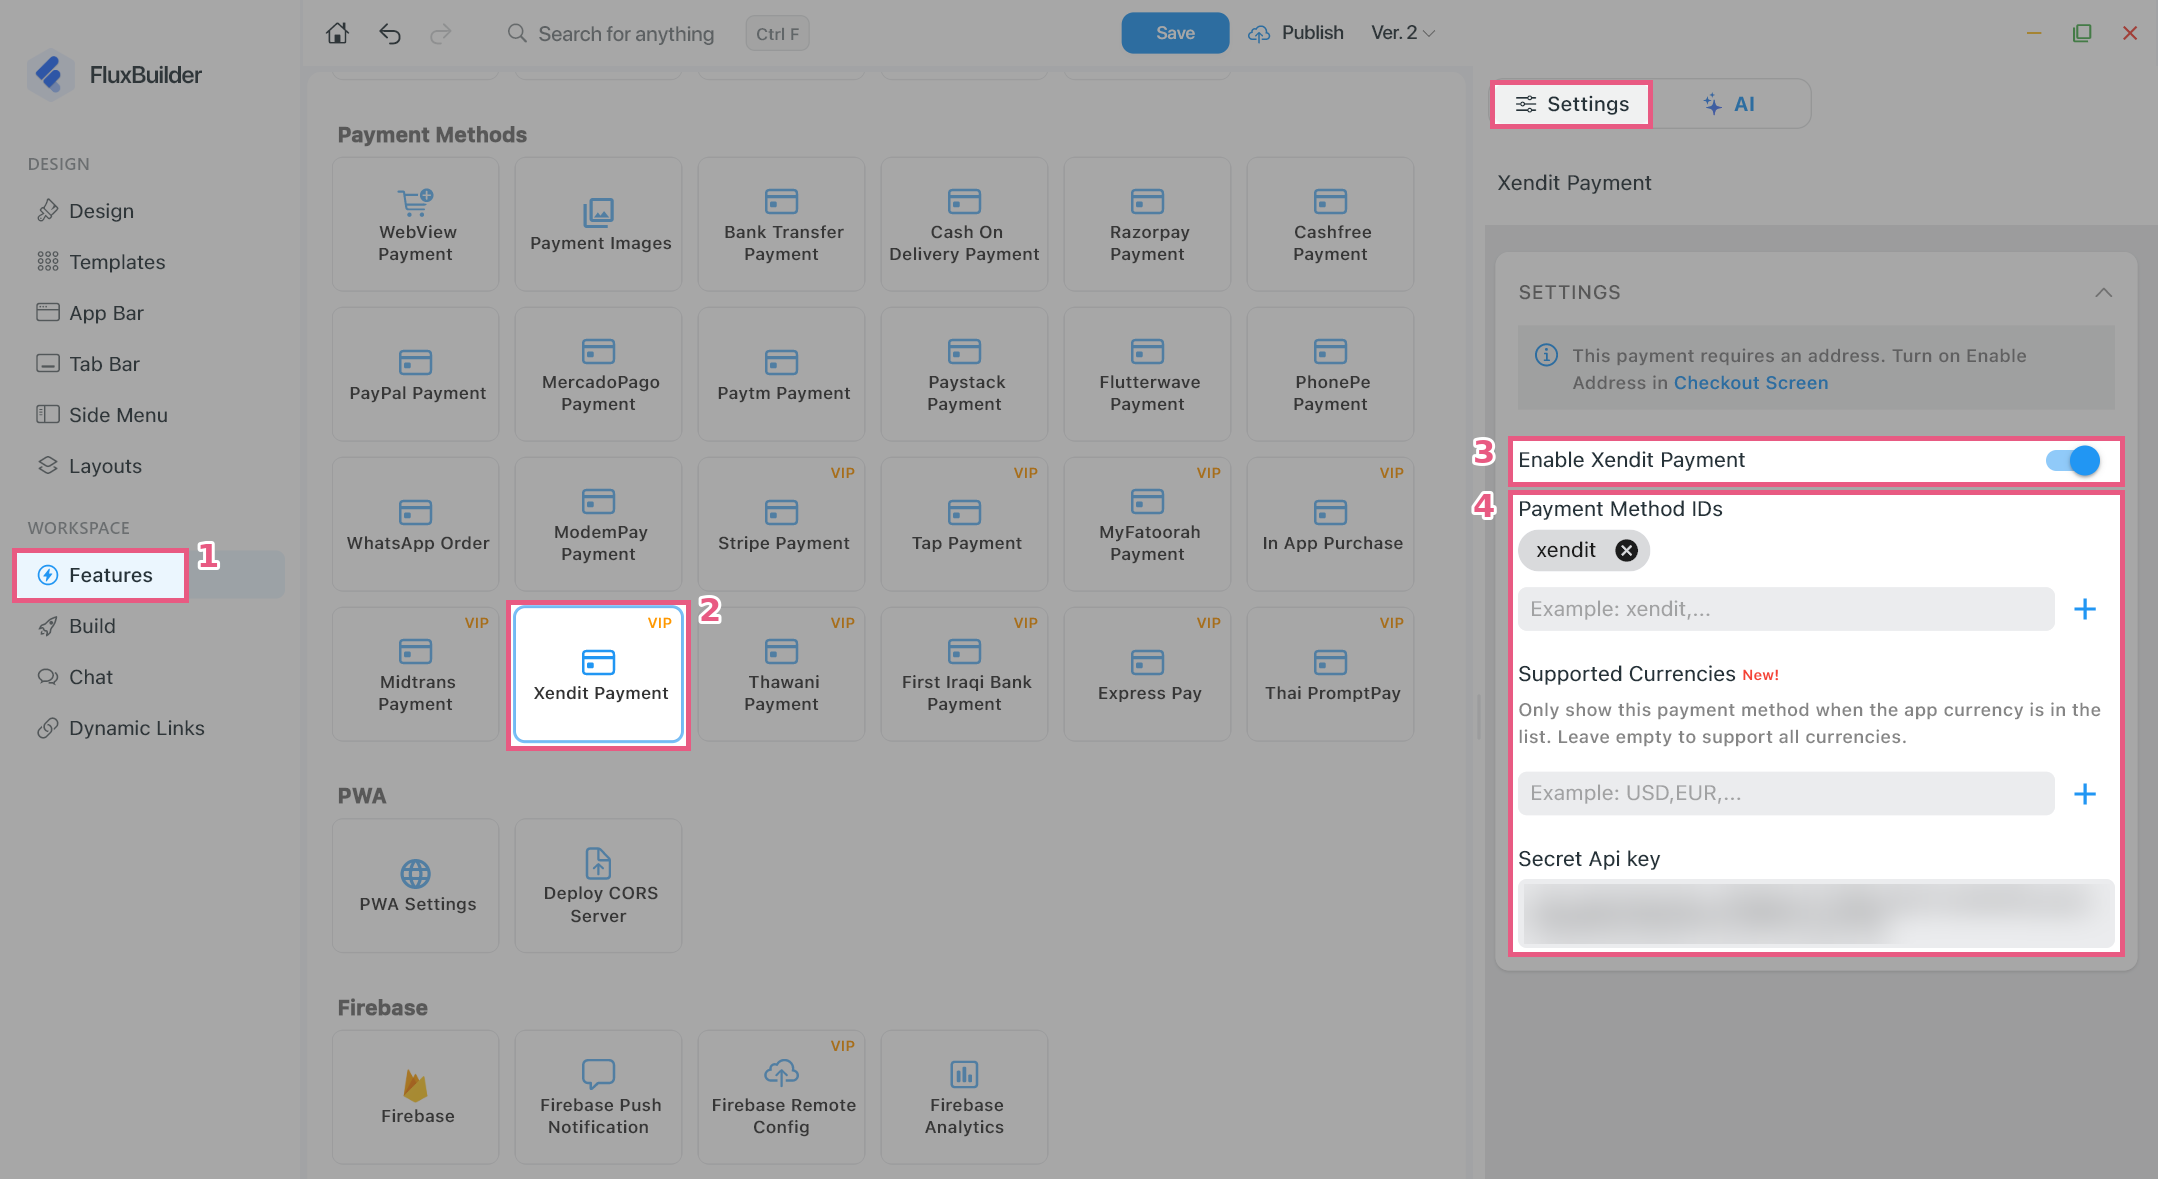 FluxBuilder
Search for anything
Ctrl F
Save
Publish
Ver. 2
DESIGN
Design
Templates
App Bar
Tab Bar
Side Menu
Layouts
WORKSPACE
Features
1
Build
Chat
Dynamic Links
Payment Methods
WebView
Payment
Payment Images
Bank Transfer
Payment
Cash On
Delivery Payment
Razorpay
Payment
Cashfree
Payment
PayPal Payment
MercadoPago
Payment
Paytm Payment
Paystack
Payment
Flutterwave
Payment
PhonePe
Payment
WhatsApp Order
ModemPay
Payment
VIP
Stripe Payment
VIP
Tap Payment
VIP
MyFatoorah
Payment
VIP
In App Purchase
VIP
Midtrans
Payment
VIP
Xendit Payment
2
VIP
Thawani
Payment
VIP
First Iraqi Bank
Payment
VIP
Express Pay
VIP
Thai PromptPay
PWA
PWA Settings
Deploy CORS
Server
Firebase
Firebase
Firebase Push
Notification
VIP
Firebase Remote
Config
Firebase
Analytics
Settings
AI
Xendit Payment
SETTINGS
This payment requires an address. Turn on Enable
Address in Checkout Screen
3
Enable Xendit Payment
4
Payment Method IDs
xendit
Example: xendit,...
Supported Currencies New!
Only show this payment method when the app currency is in the
list. Leave empty to support all currencies.
Example: USD,EUR,...
Secret Api key